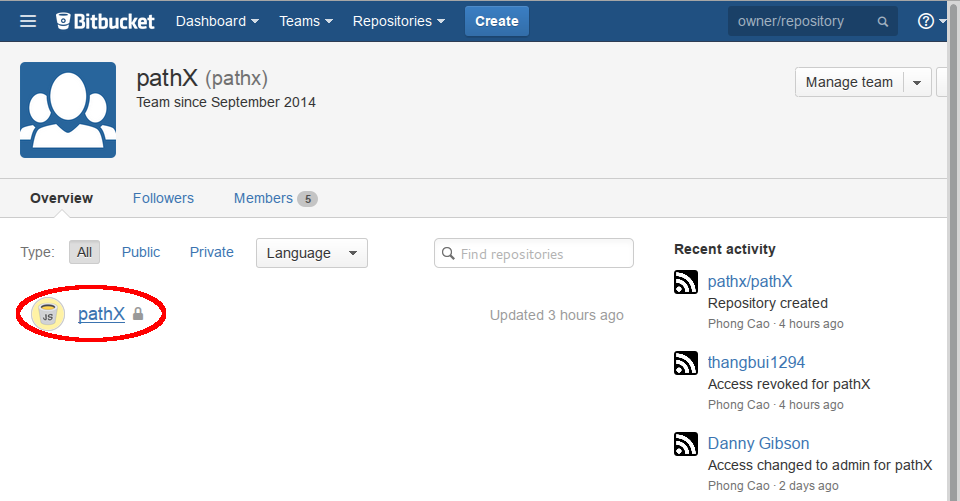 Bitbucket Dashboard Teams Repositories Create owner/repository ?
pathX (pathx)
Team since September 2014
Manage team
Overview Followers Members 5
Type: All Public Private Language Find repositories
JS pathX Updated 3 hours ago
Recent activity
pathx/pathX
Repository created
Phong Cao · 4 hours ago
thangbui1294
Access revoked for pathX
Phong Cao · 4 hours ago
Danny Gibson
Access changed to admin for pathX
Phong Cao · 2 days ago